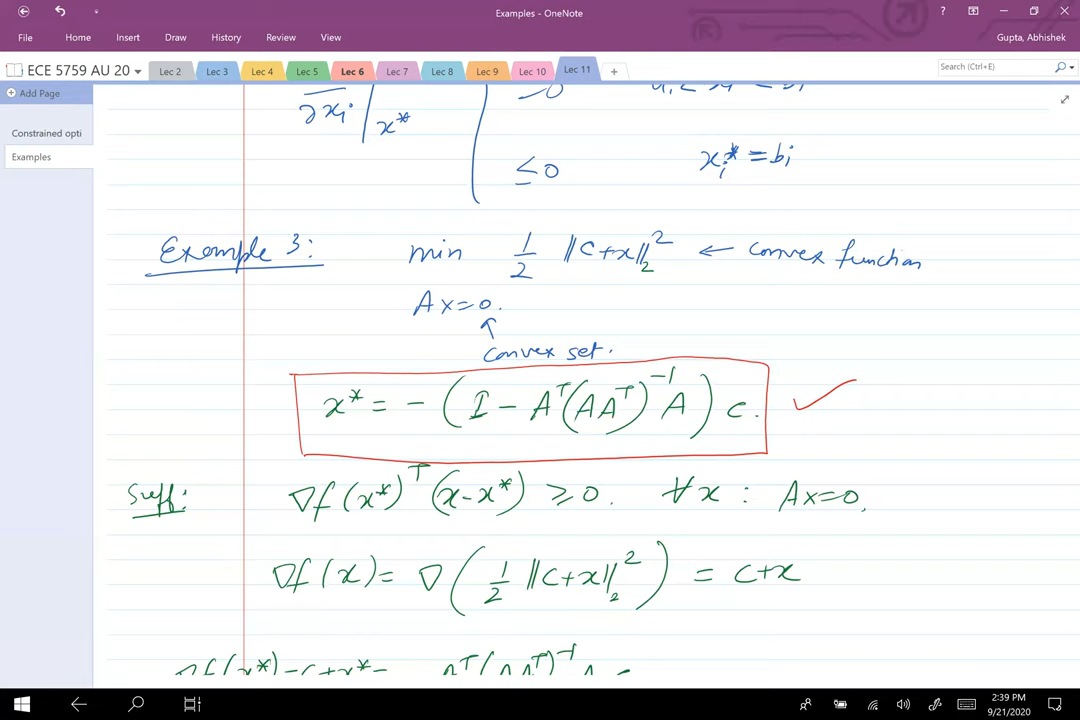 Examples - OneNote
File Home Insert Draw History Review View
Gupta, Abhishek
ECE 5759 AU 20 Lec 2 Lec 3 Lec 4 Lec 5 Lec 6 Lec 7 Lec 8 Lec 9 Lec 10 Lec 11
Search (Ctrl+E)
Add Page
Constrained opti
Examples
∂xᵢ | x*
≤0 xᵢ* = bᵢ
Example 3: min 1/2 ‖c+x‖₂² ← convex function
Ax=0.
↑
convex set.
x* = - (I - Aᵀ(AAᵀ)⁻¹A) c. ✓
Suff: ∇f(x*)ᵀ(x-x*) ≥0. ∀x : Ax=0.
∇f(x) = ∇(1/2 ‖c+x‖₂²) = c+x
∇f(x*) = c+x* = Aᵀ(AAᵀ)⁻¹A c
2:39 PM
9/21/2020